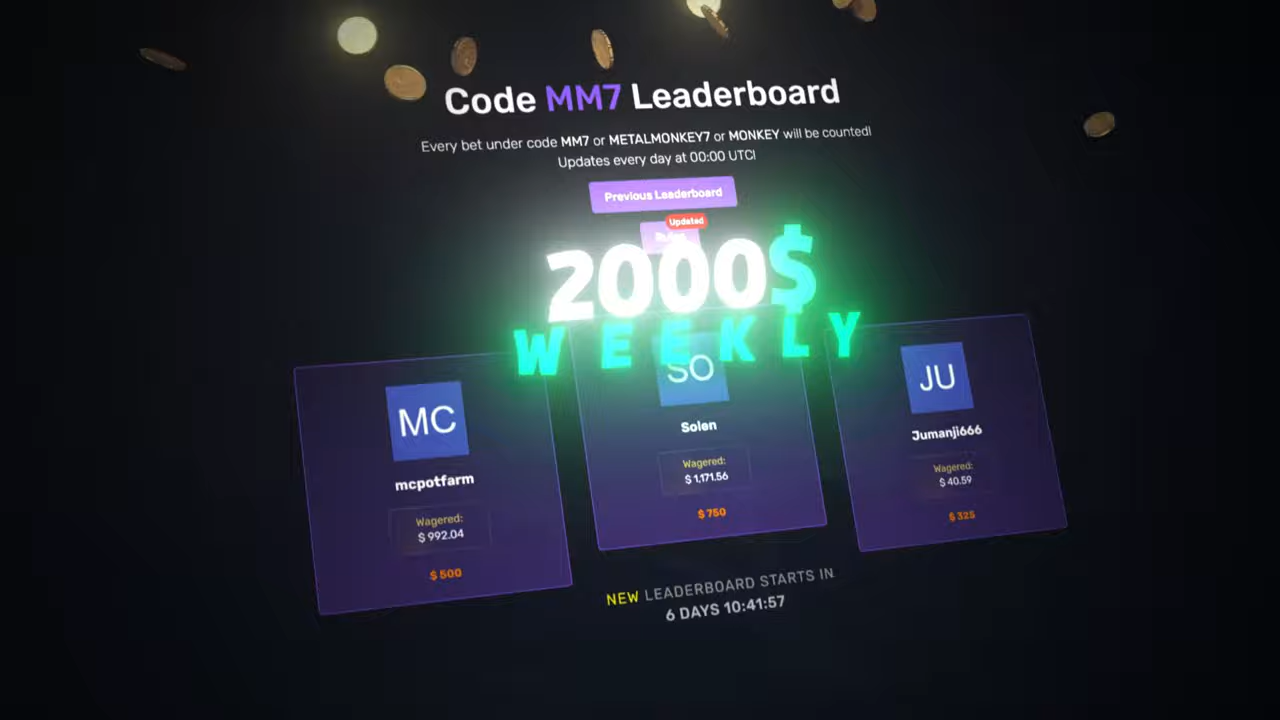 Code MM7 Leaderboard
Every bet under code MM7 or METALMONKEY7 or MONKEY will be counted!
Updates every day at 00:00 UTC!
Previous Leaderboard
Updated
2000$
WEEKLY
MC
mcpotfarm
Wagered:
$ 992.04
$ 500
SO
Solen
Wagered:
$ 1,171.56
$ 750
JU
Jumanji666
Wagered:
$ 40.59
$ 325
NEW LEADERBOARD STARTS IN
6 DAYS 10:41:57